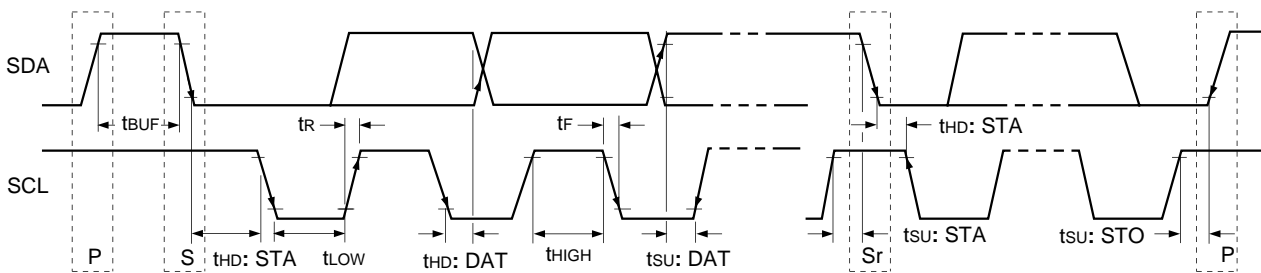 SDA
tBUF
tR
tF
tHD: STA
SCL
P
S
tHD: STA
tLOW
tHD: DAT
tHIGH
tSU: DAT
Sr
tSU: STA
tSU: STO
P